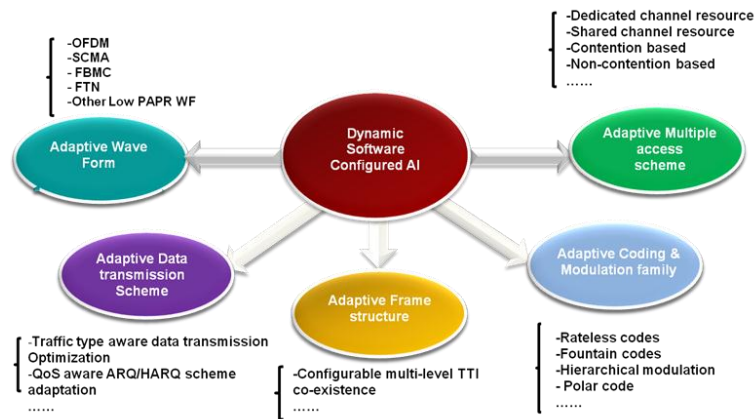 -OFDM
-SCMA
- FBMC
- FTN
-Other Low PAPR WF
-Dedicated channel resource
-Shared channel resource
-Contention based
-Non-contention based
......
Adaptive Wave
Form
Dynamic
Software
Configured AI
Adaptive Multiple
access
scheme
Adaptive Data
transmission
Scheme
Adaptive Frame
structure
Adaptive Coding &
Modulation family
-Traffic type aware data transmission
Optimization
-QoS aware ARQ/HARQ scheme
adaptation
......
-Configurable multi-level TTI
co-existence
......
-Rateless codes
-Fountain codes
-Hierarchical modulation
- Polar code
......